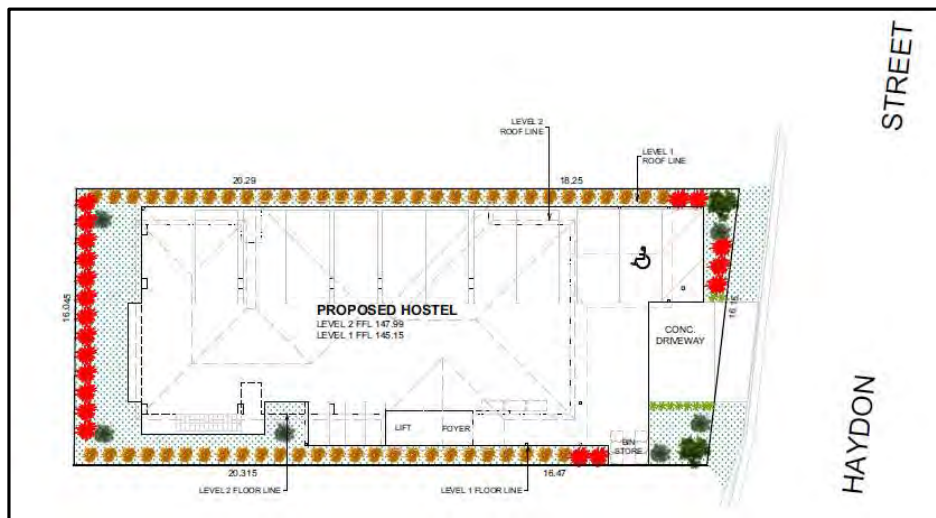 STREET
LEVEL 2
ROOF LINE
LEVEL 1
ROOF LINE
20.29
18.25
16.045
PROPOSED HOSTEL
LEVEL 2 FFL 147.99
LEVEL 1 FFL 145.15
16.16
CONC.
DRIVEWAY
HAYDON
LIFT
FOYER
BIN
STORE
20.315
16.47
LEVEL 2 FLOOR LINE
LEVEL 1 FLOOR LINE